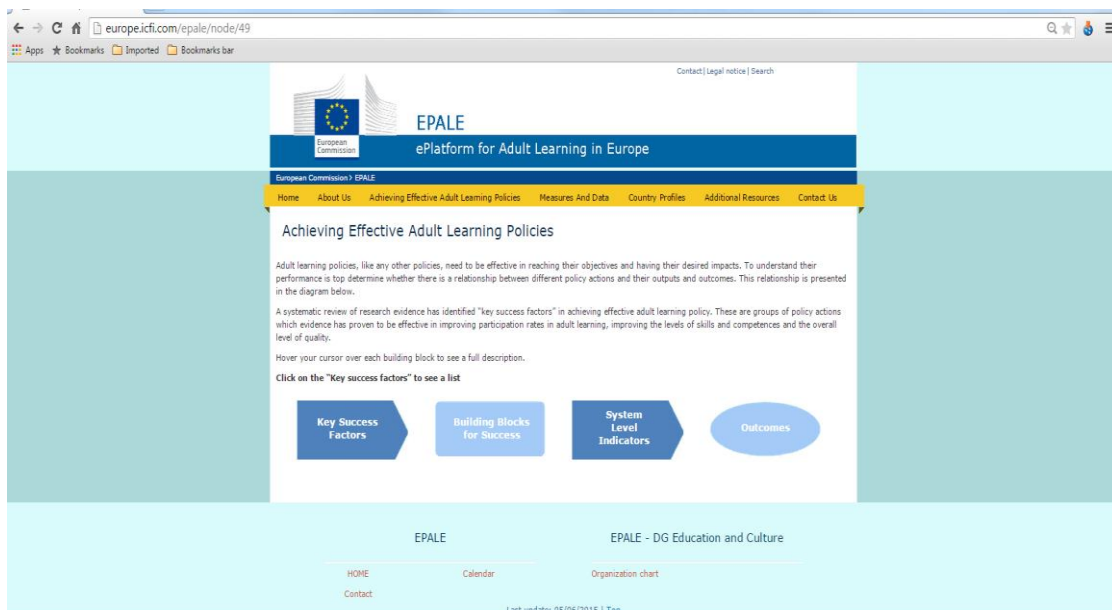 europe.icfi.com/epale/node/49
Apps Bookmarks Imported Bookmarks bar
Contact | Legal notice | Search
European
Commission
EPALE
ePlatform for Adult Learning in Europe
European Commission > EPALE
Home About Us Achieving Effective Adult Learning Policies Measures And Data Country Profiles Additional Resources Contact Us
Achieving Effective Adult Learning Policies
Adult learning policies, like any other policies, need to be effective in reaching their objectives and having their desired impacts. To understand their
performance is top determine whether there is a relationship between different policy actions and their outputs and outcomes. This relationship is presented
in the diagram below.
A systematic review of research evidence has identified "key success factors" in achieving effective adult learning policy. These are groups of policy actions
which evidence has proven to be effective in improving participation rates in adult learning, improving the levels of skills and competences and the overall
level of quality.
Hover your cursor over each building block to see a full description.
Click on the "Key success factors" to see a list
Key Success
Factors
Building Blocks
for Success
System
Level
Indicators
Outcomes
EPALE
EPALE - DG Education and Culture
HOME Calendar Organization chart
Contact
Last update: 05/06/2015 | Top